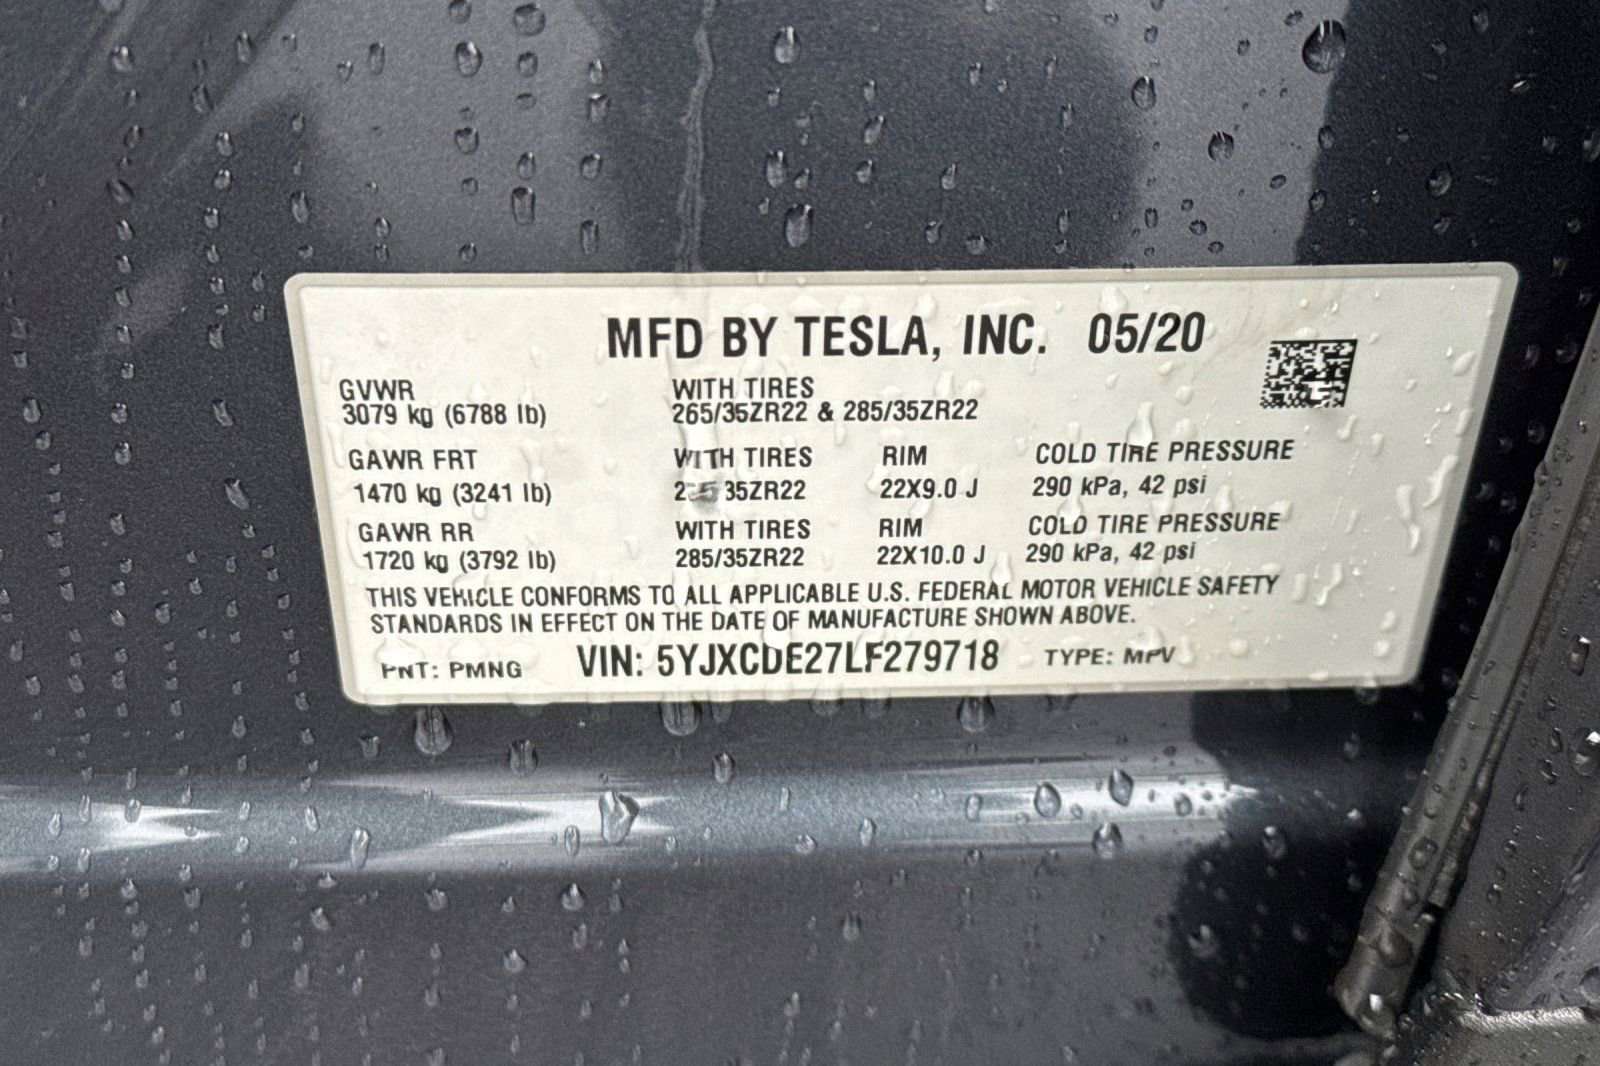 MFD BY TESLA, INC. 05/20
GVWR WITH TIRES
3079 kg (6788 lb) 265/35ZR22 & 285/35ZR22
GAWR FRT WITH TIRES RIM COLD TIRE PRESSURE
1470 kg (3241 lb) 22X9.0 J 290 kPa, 42 psi
GAWR RR WITH TIRES RIM COLD TIRE PRESSURE
1720 kg (3792 lb) 285/35ZR22 22X10.0 J 290 kPa, 42 psi
THIS VEHICLE CONFORMS TO ALL APPLICABLE U.S. FEDERAL MOTOR VEHICLE SAFETY
STANDARDS IN EFFECT ON THE DATE OF MANUFACTURE SHOWN ABOVE.
PNT: PMNG VIN: 5YJXCDE27LF279718 TYPE: MPV